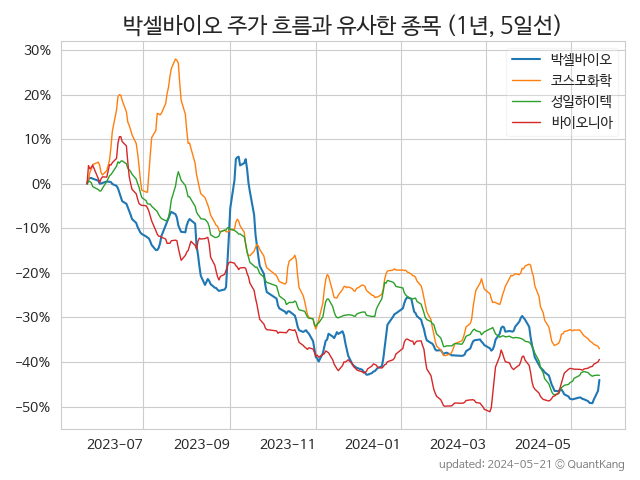 박셀바이오 주가 흐름과 유사한 종목 (1년, 5일선)
박셀바이오
코스모화학
성일하이텍
바이오니아
30%
20%
10%
0%
−10%
−20%
−30%
−40%
−50%
2023-07
2023-09
2023-11
2024-01
2024-03
2024-05
updated: 2024-05-21 © QuantKang